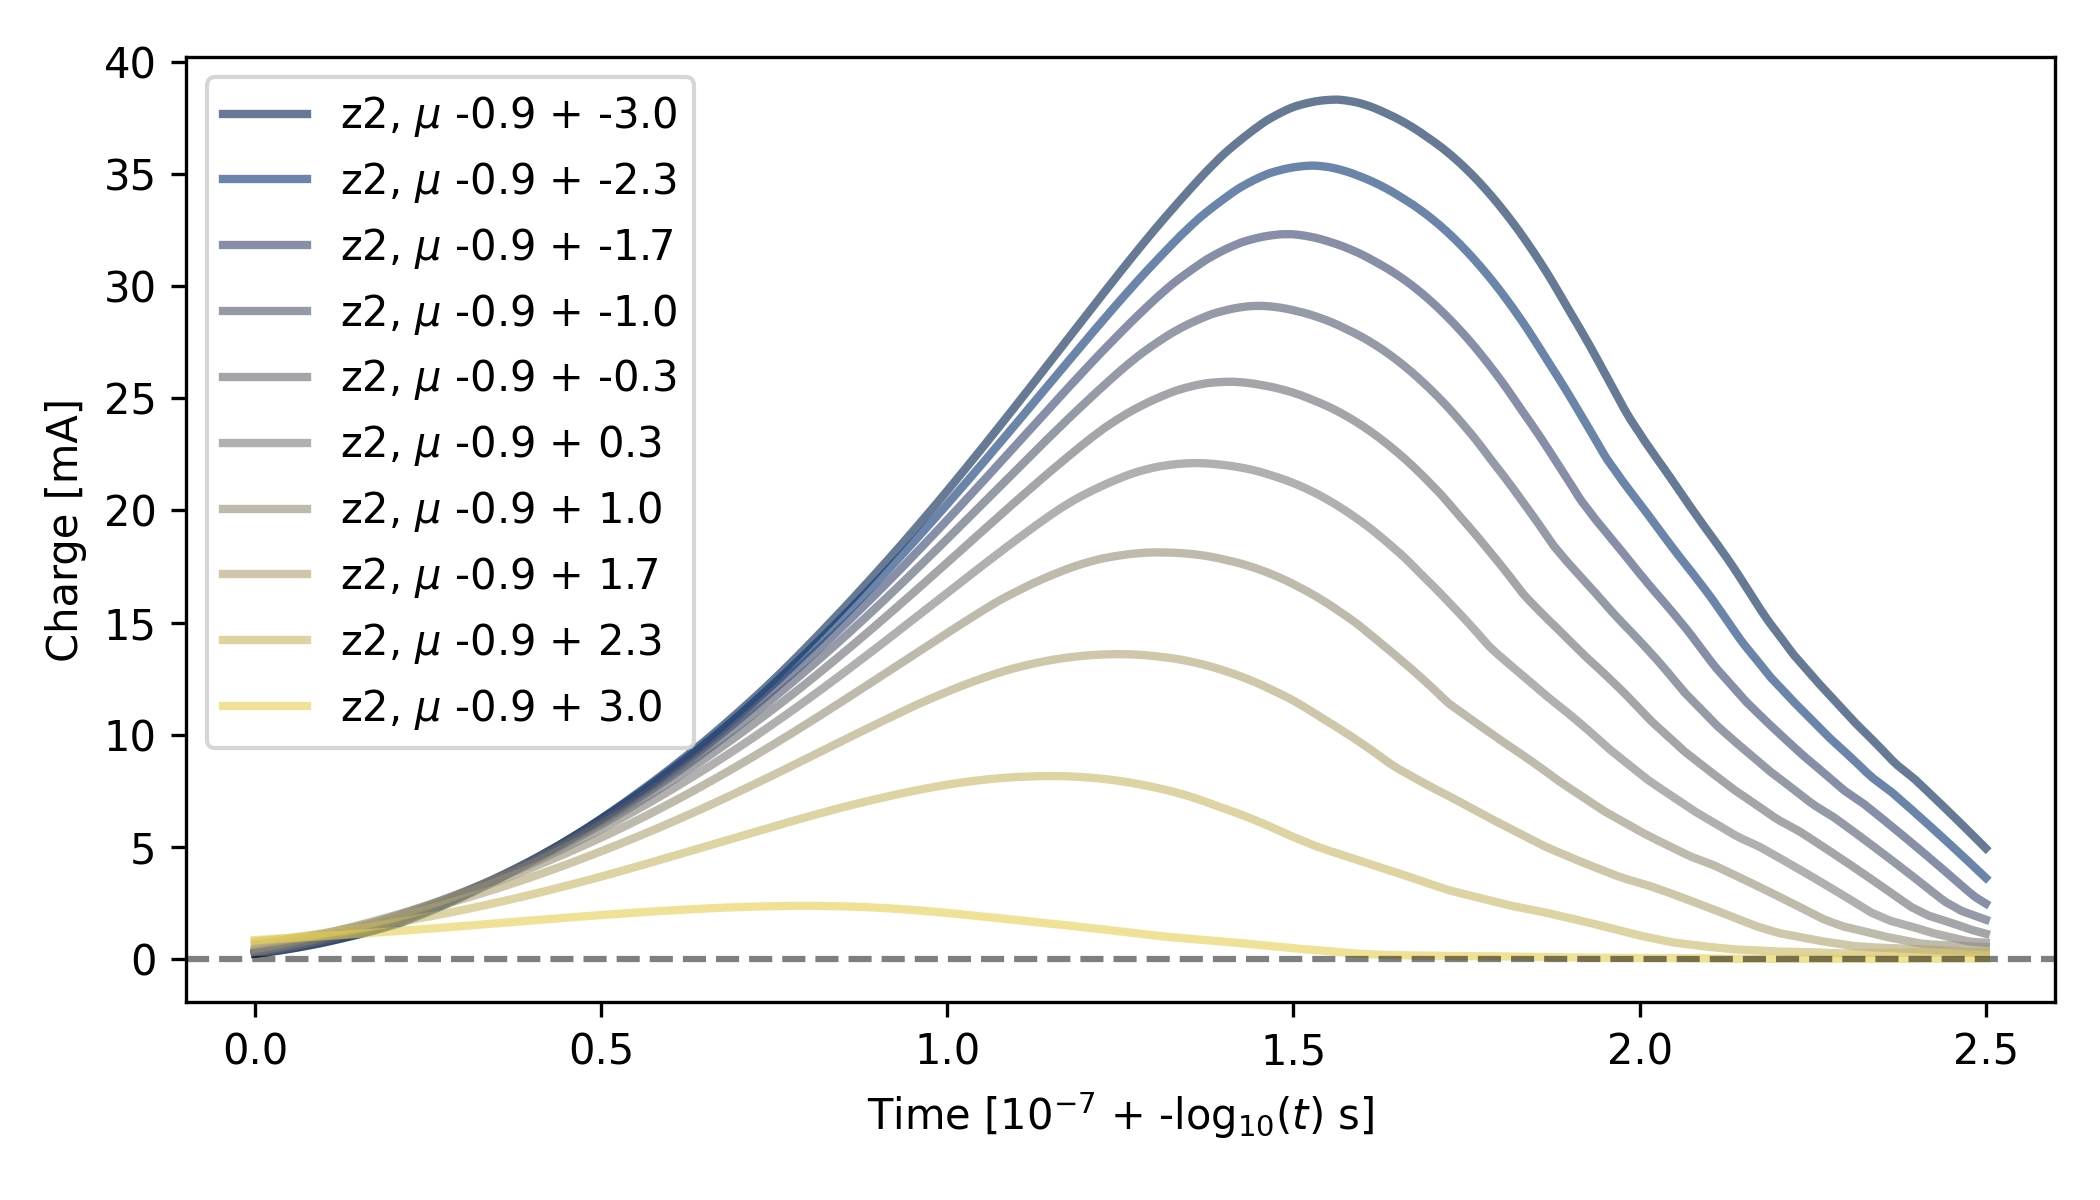 40
35
30
25
20
15
10
5
0
Charge [mA]
z2, μ -0.9 + -3.0
z2, μ -0.9 + -2.3
z2, μ -0.9 + -1.7
z2, μ -0.9 + -1.0
z2, μ -0.9 + -0.3
z2, μ -0.9 + 0.3
z2, μ -0.9 + 1.0
z2, μ -0.9 + 1.7
z2, μ -0.9 + 2.3
z2, μ -0.9 + 3.0
0.0 0.5 1.0 1.5 2.0 2.5
Time [10⁻⁷ + -log₁₀(t) s]